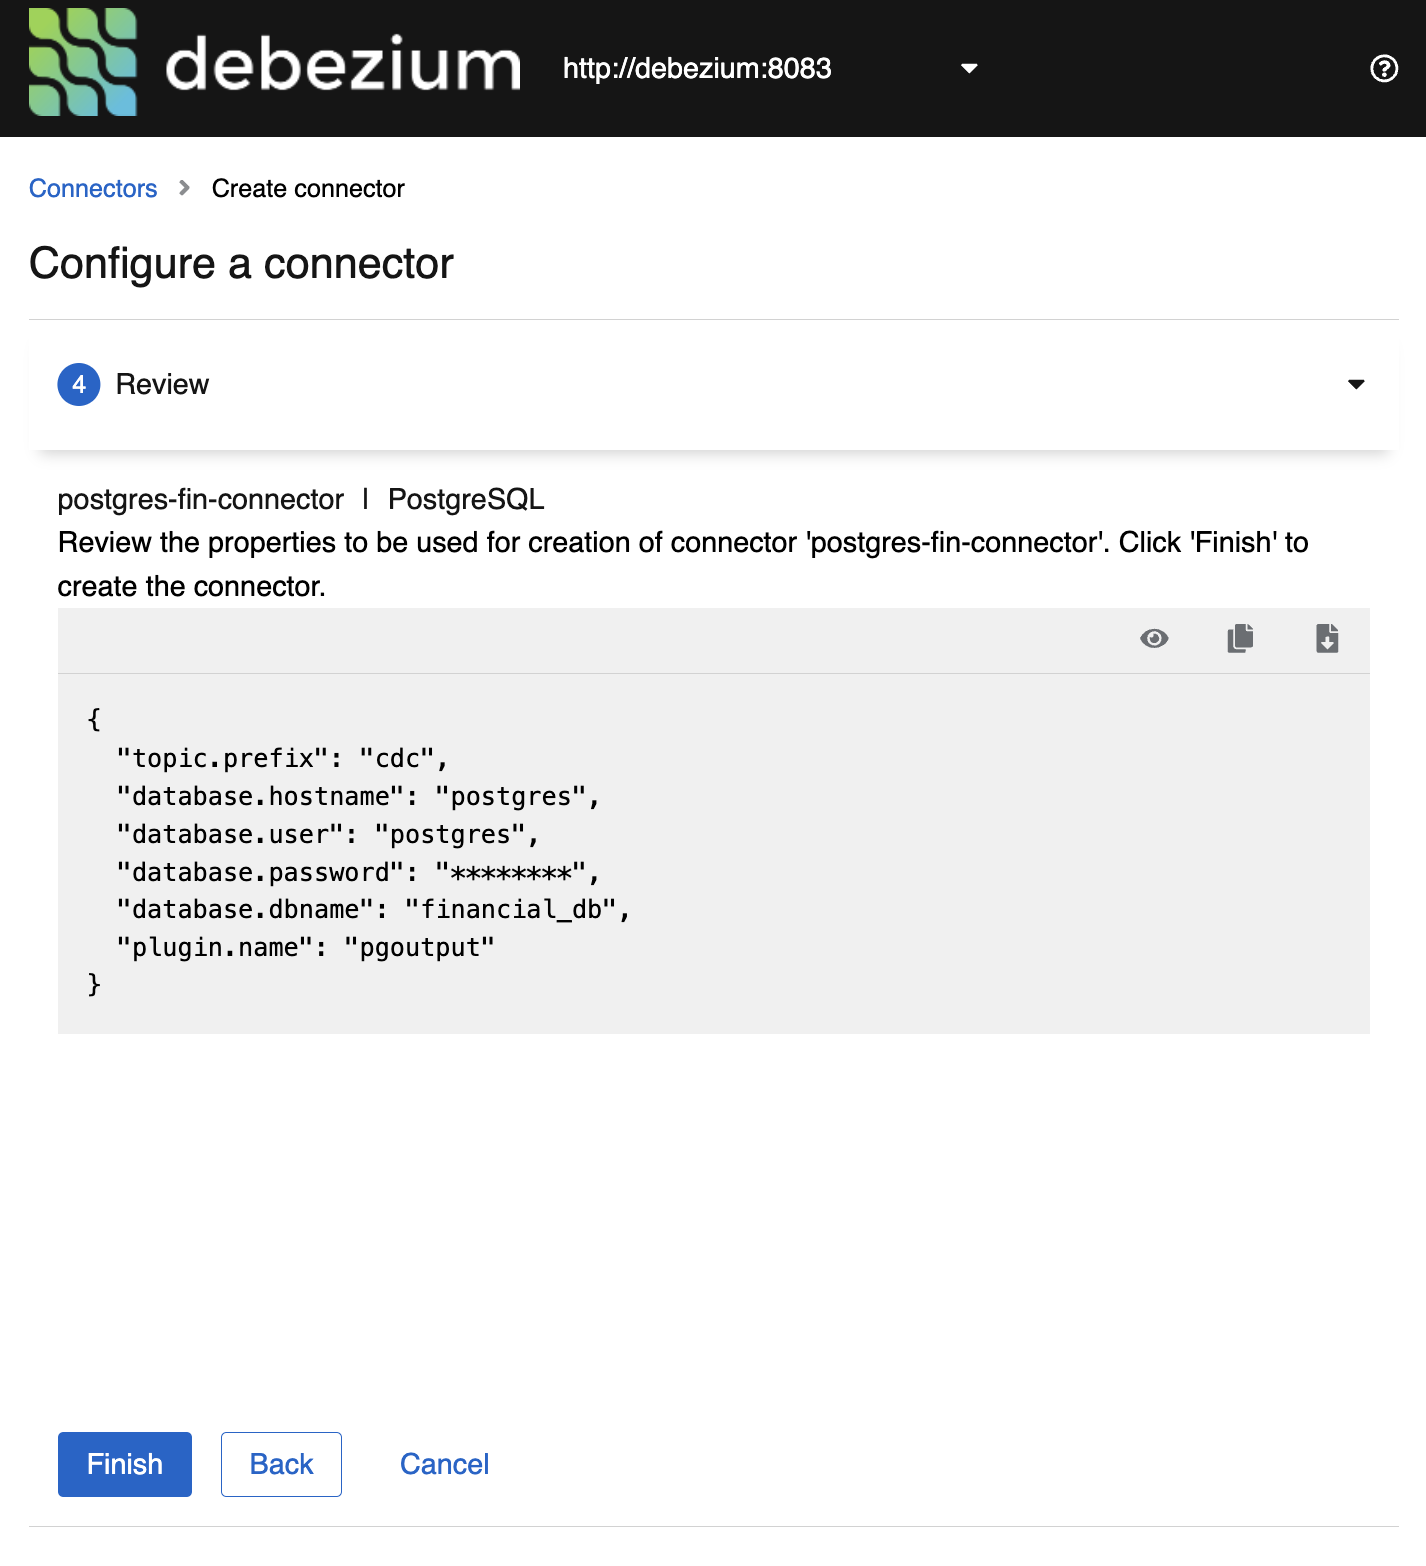 debezium http://debezium:8083
Connectors > Create connector
Configure a connector
4 Review
postgres-fin-connector | PostgreSQL
Review the properties to be used for creation of connector 'postgres-fin-connector'. Click 'Finish' to
create the connector.
{
  "topic.prefix": "cdc",
  "database.hostname": "postgres",
  "database.user": "postgres",
  "database.password": "********",
  "database.dbname": "financial_db",
  "plugin.name": "pgoutput"
}
Finish Back Cancel